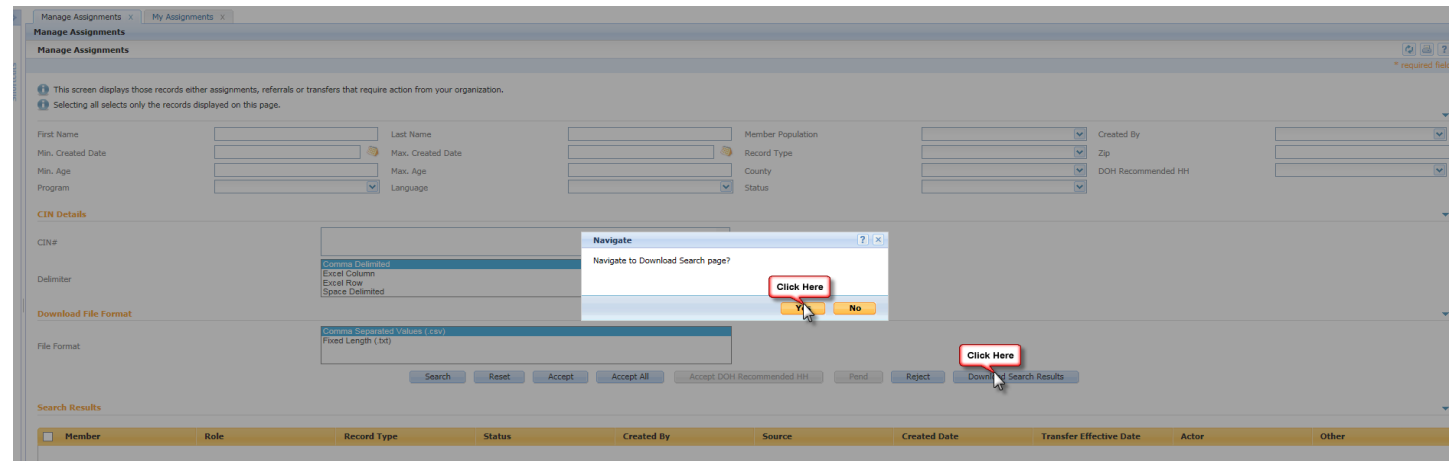 Manage Assignments x My Assignments x
Manage Assignments
Manage Assignments ?
* required field
This screen displays those records either assignments, referrals or transfers that require action from your organization.
Selecting all selects only the records displayed on this page.
First Name Last Name Member Population Created By
Min. Created Date Max. Created Date Record Type Zip
Min. Age Max. Age County DOH Recommended HH
Program Language Status
CIN Details
CIN#
Navigate ? x
Navigate to Download Search page?
Comma Delimited
Delimiter
Excel Column
Excel Row
Space Delimited
Click Here
Yes No
Download File Format
Comma Separated Values (.csv)
File Format
Fixed Length (.txt)
Click Here
Search Reset Accept Accept All Accept DOH Recommended HH Pend Reject Download Search Results
Search Results
Member Role Record Type Status Created By Source Created Date Transfer Effective Date Actor Other